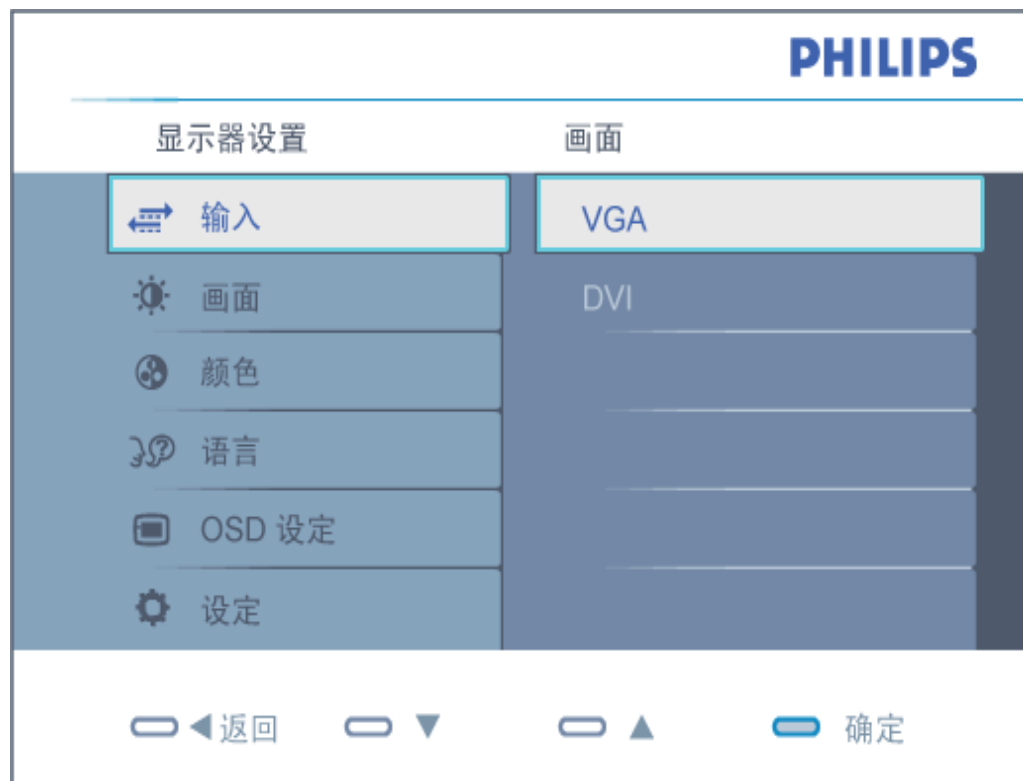 PHILIPS
显示器设置 画面
输入 VGA
画面 DVI
颜色
语言
OSD 设定
设定
◀返回 ▼ ▲ 确定